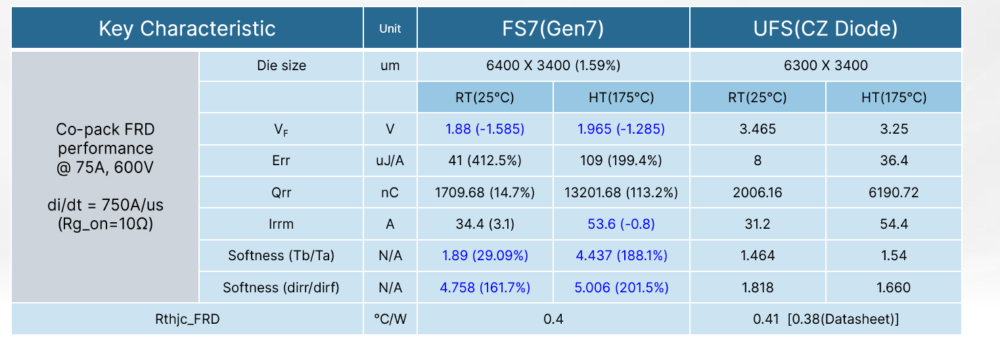 Key Characteristic Unit FS7(Gen7) UFS(CZ Diode)
Co-pack FRD
performance
@ 75A, 600V
di/dt = 750A/us
(Rg_on=10Ω)
Die size um 6400 X 3400 (1.59%) 6300 X 3400
RT(25°C) HT(175°C) RT(25°C) HT(175°C)
VF V 1.88 (-1.585) 1.965 (-1.285) 3.465 3.25
Err uJ/A 41 (412.5%) 109 (199.4%) 8 36.4
Qrr nC 1709.68 (14.7%) 13201.68 (113.2%) 2006.16 6190.72
Irrm A 34.4 (3.1) 53.6 (-0.8) 31.2 54.4
Softness (Tb/Ta) N/A 1.89 (29.09%) 4.437 (188.1%) 1.464 1.54
Softness (dirr/dirf) N/A 4.758 (161.7%) 5.006 (201.5%) 1.818 1.660
Rthjc_FRD °C/W 0.4 0.41 [0.38(Datasheet)]